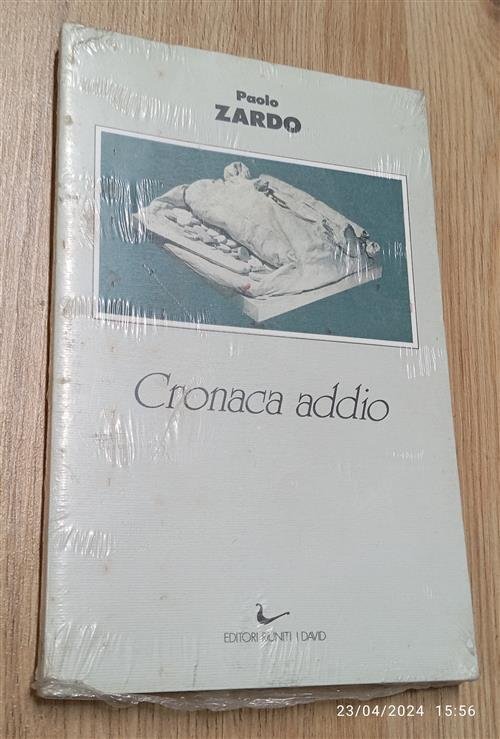 Paolo
ZARDO
Cronaca addio
EDITORI RIUNITI | DAVID
23/04/2024 15:56